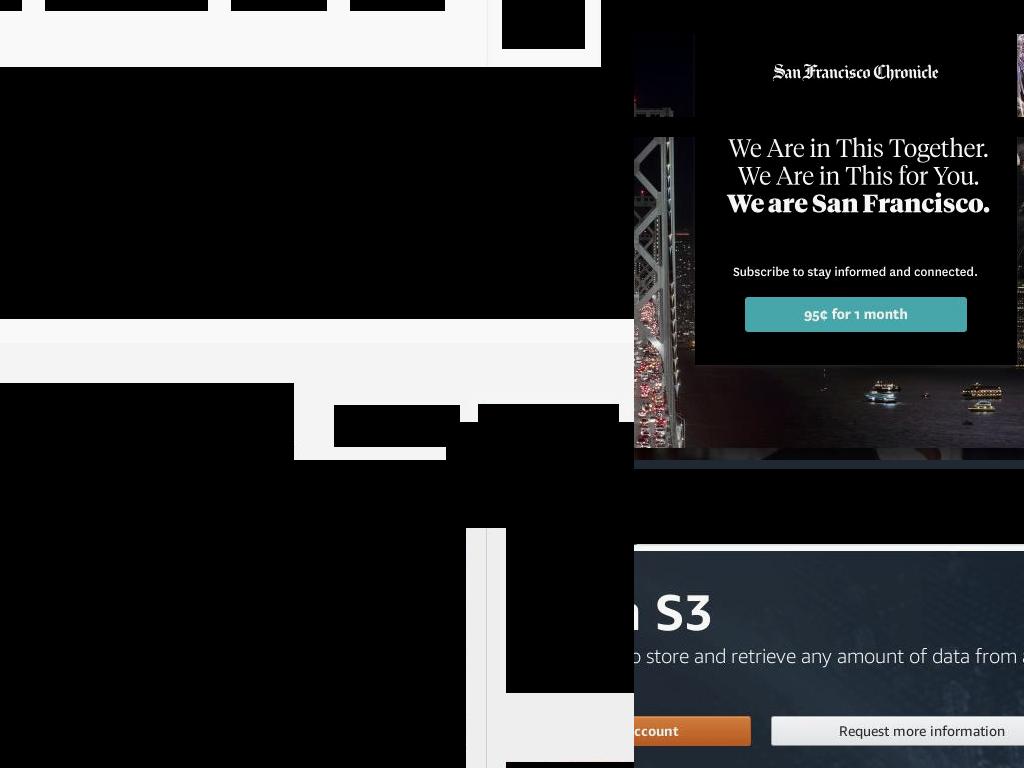 San Francisco Chronicle
We Are in This Together.
We Are in This for You.
We are San Francisco.
Subscribe to stay informed and connected.
95¢ for 1 month
S3
store and retrieve any amount of data from
Request more information